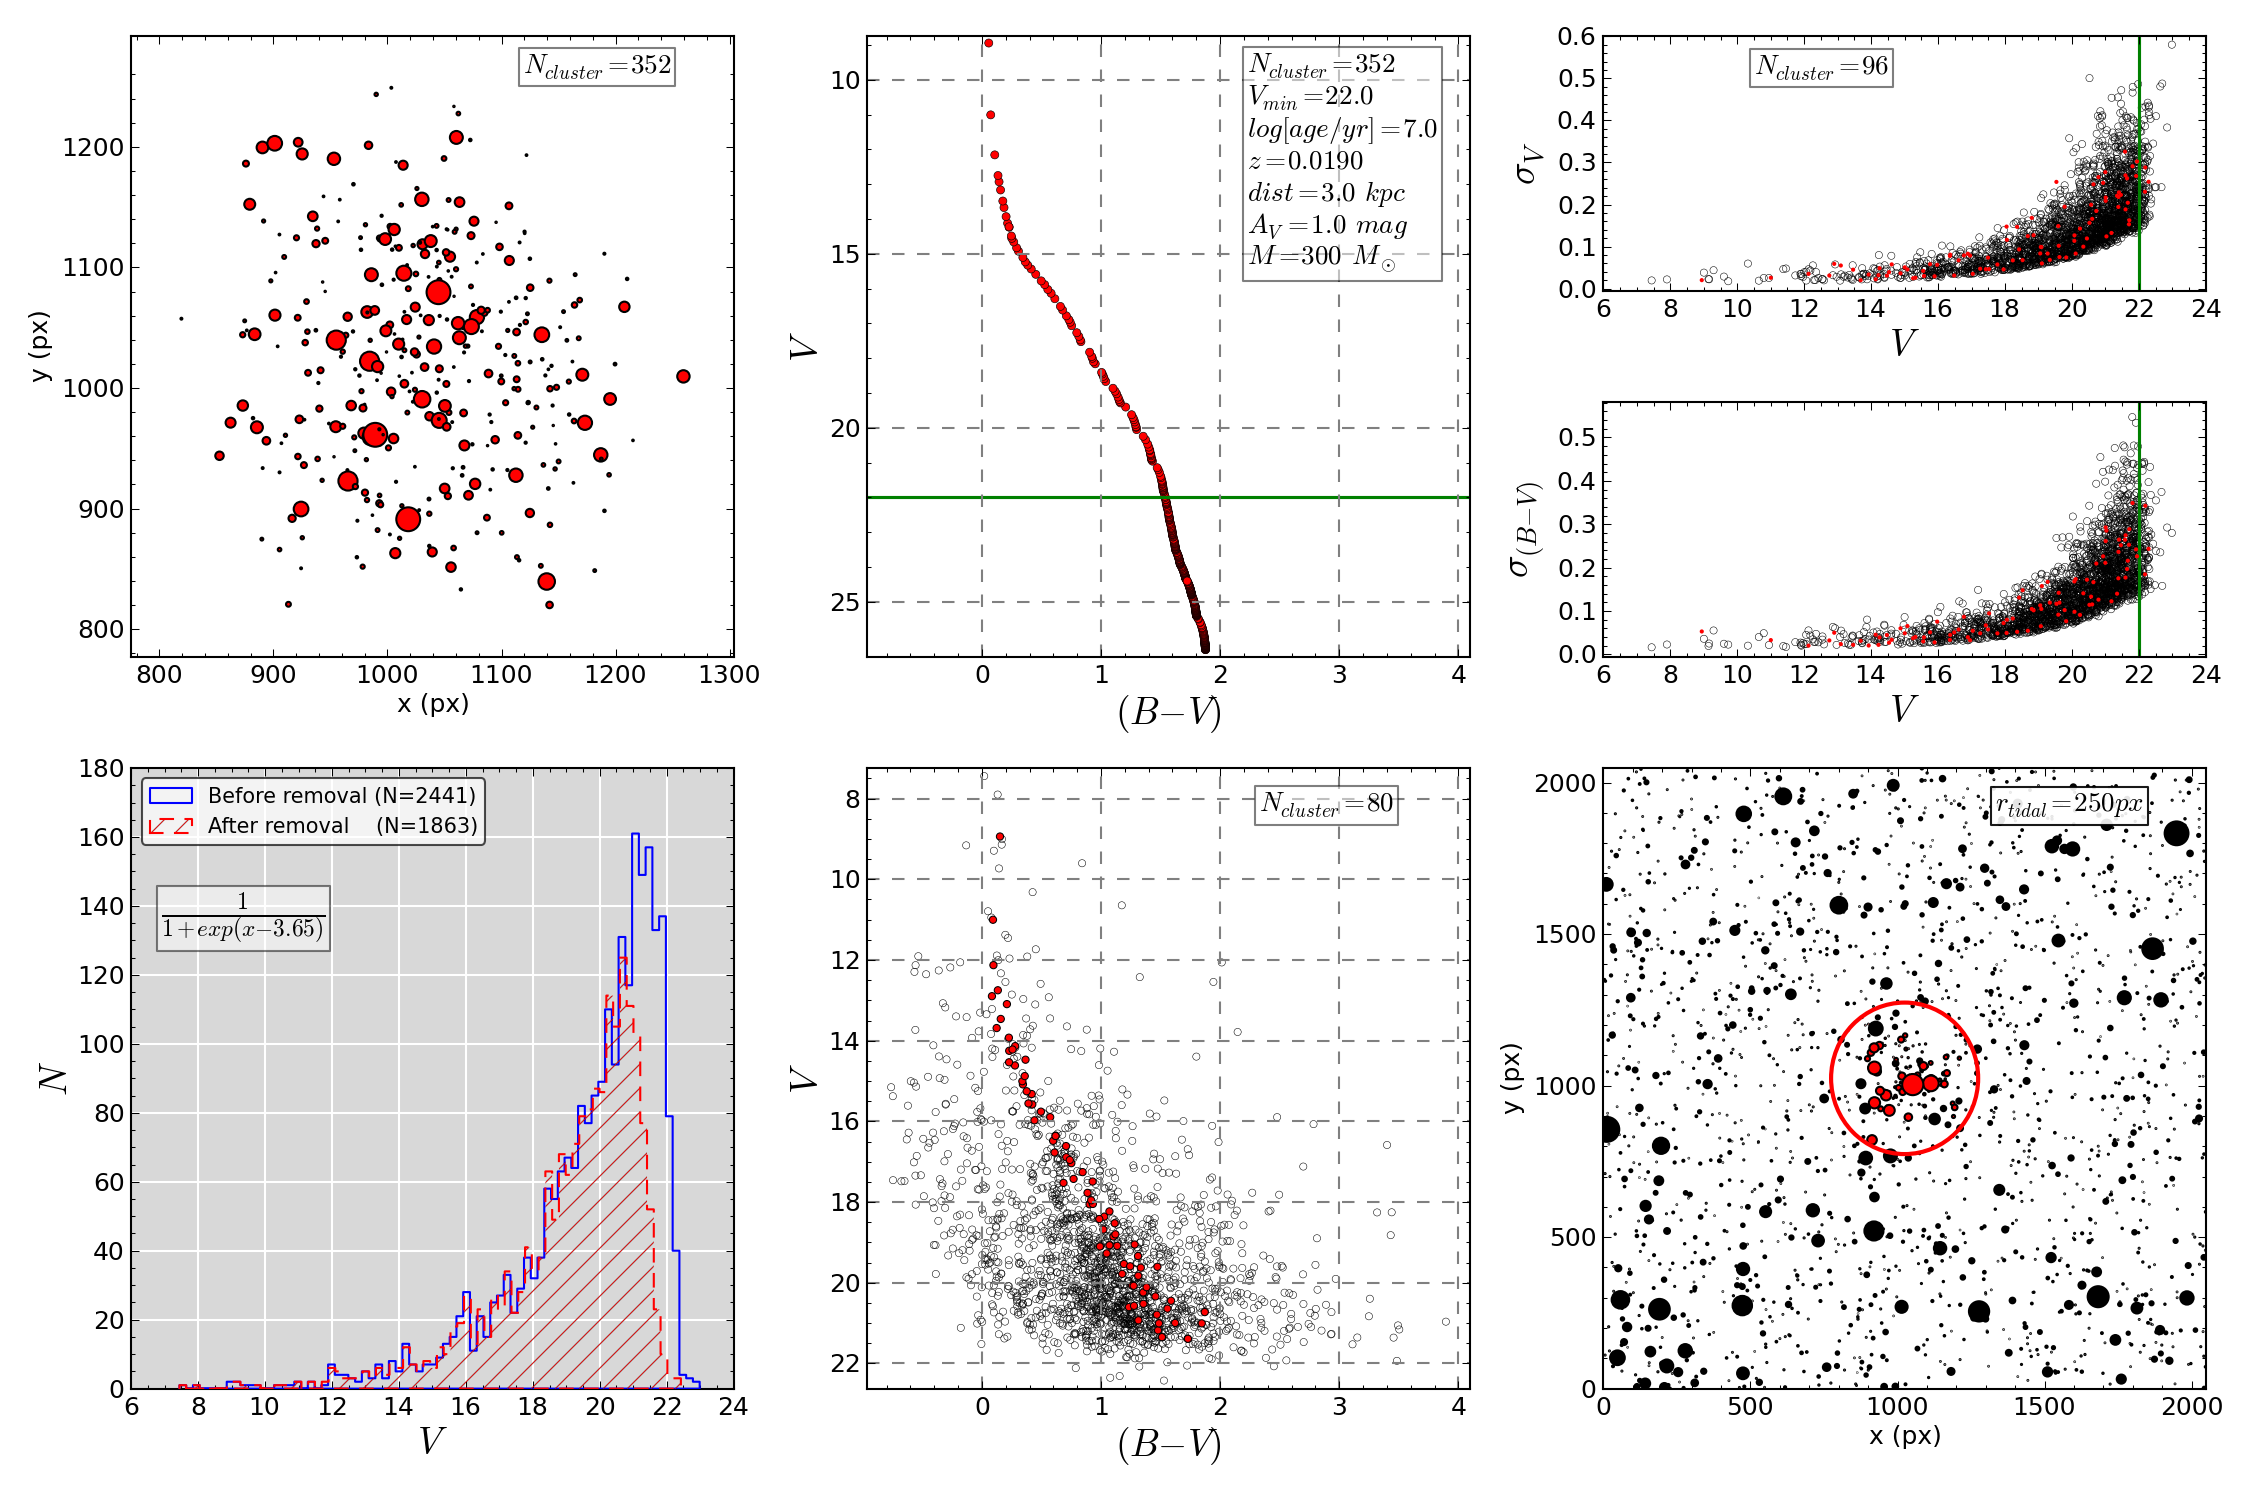 N_cluster=352
1200
1100
1000
900
800
y (px)
800 900 1000 1100 1200 1300
x (px)
N_cluster=352
V_min=22.0
log[age/yr]=7.0
z=0.0190
dist=3.0 kpc
A_V=1.0 mag
M=300 M_⊙
10
15
20
25
V
0 1 2 3 4
(B−V)
N_cluster=96
0.6
0.5
0.4
0.3
0.2
0.1
0.0
σ_V
6 8 10 12 14 16 18 20 22 24
V
0.5
0.4
0.3
0.2
0.1
0.0
σ_(B−V)
6 8 10 12 14 16 18 20 22 24
V
180
160
140
120
100
80
60
40
20
0
N
Before removal (N=2441)
After removal (N=1863)
1
1+exp(x−3.65)
6 8 10 12 14 16 18 20 22 24
V
N_cluster=80
8
10
12
14
16
18
20
22
V
0 1 2 3 4
(B−V)
r_tidal=250px
2000
1500
1000
500
0
y (px)
0 500 1000 1500 2000
x (px)